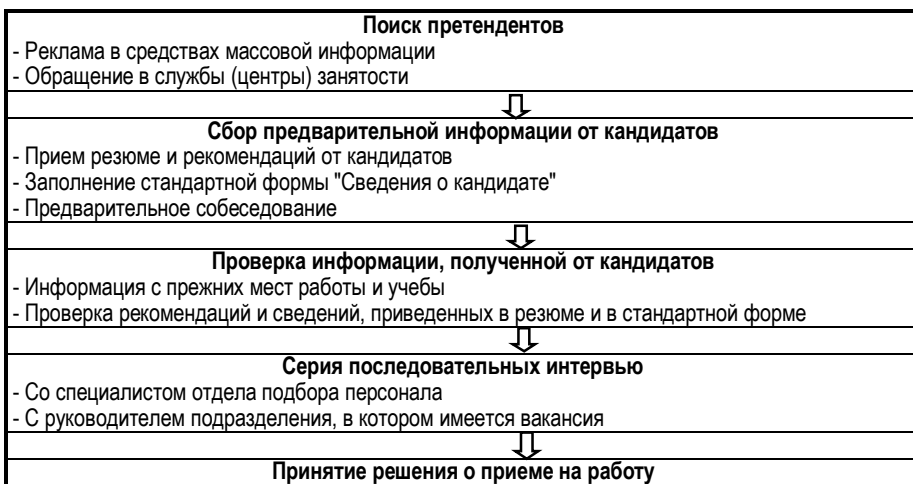 Поиск претендентов
- Реклама в средствах массовой информации
- Обращение в службы (центры) занятости
Сбор предварительной информации от кандидатов
- Прием резюме и рекомендаций от кандидатов
- Заполнение стандартной формы "Сведения о кандидате"
- Предварительное собеседование
Проверка информации, полученной от кандидатов
- Информация с прежних мест работы и учебы
- Проверка рекомендаций и сведений, приведенных в резюме и в стандартной форме
Серия последовательных интервью
- Со специалистом отдела подбора персонала
- С руководителем подразделения, в котором имеется вакансия
Принятие решения о приеме на работу